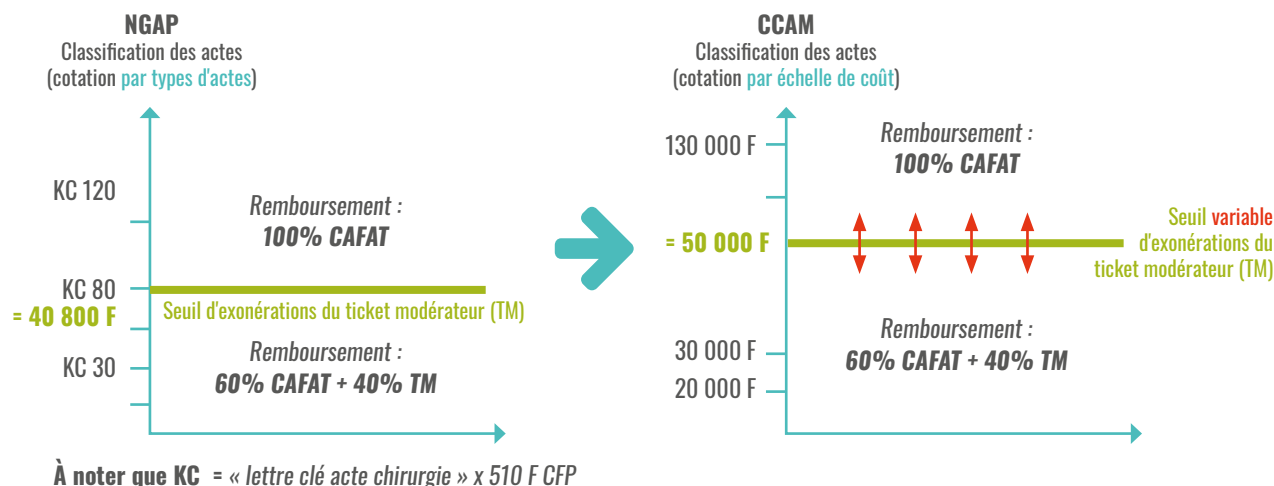 NGAP
Classification des actes
(cotation par types d'actes)
KC 120
Remboursement :
100% CAFAT
KC 80
= 40 800 F
Seuil d'exonérations du ticket modérateur (TM)
KC 30
Remboursement :
60% CAFAT + 40% TM
À noter que KC = « lettre clé acte chirurgie » x 510 F CFP
CCAM
Classification des actes
(cotation par échelle de coût)
130 000 F
Remboursement :
100% CAFAT
= 50 000 F
Seuil variable
d'exonérations du
ticket modérateur (TM)
30 000 F
20 000 F
Remboursement :
60% CAFAT + 40% TM